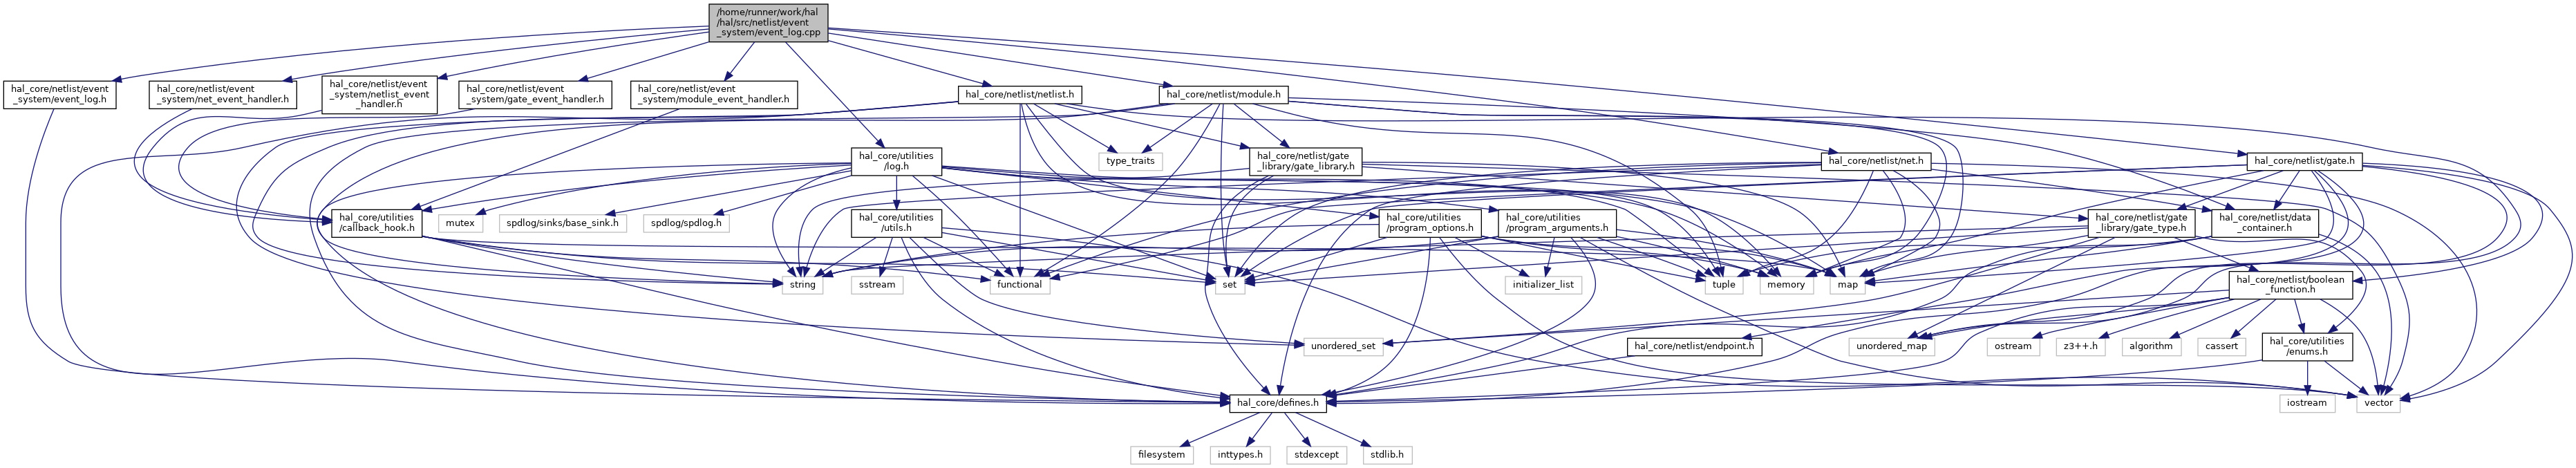 /home/runner/work/hal
/hal/src/netlist/event
_system/event_log.cpp
hal_core/netlist/event
_system/event_log.h
hal_core/netlist/event
_system/net_event_handler.h
hal_core/netlist/event
_system/netlist_event
_handler.h
hal_core/netlist/event
_system/gate_event_handler.h
hal_core/netlist/event
_system/module_event_handler.h
hal_core/netlist/netlist.h
hal_core/netlist/module.h
hal_core/utilities
/log.h
type_traits
hal_core/netlist/gate
_library/gate_library.h
hal_core/netlist/net.h
hal_core/netlist/gate.h
hal_core/utilities
/callback_hook.h
mutex
spdlog/sinks/base_sink.h
spdlog/spdlog.h
hal_core/utilities
/utils.h
hal_core/utilities
/program_options.h
hal_core/utilities
/program_arguments.h
hal_core/netlist/gate
_library/gate_type.h
hal_core/netlist/data
_container.h
string
sstream
functional
set
initializer_list
tuple
memory
map
hal_core/netlist/boolean
_function.h
unordered_set
hal_core/netlist/endpoint.h
unordered_map
ostream
z3++.h
algorithm
cassert
hal_core/utilities
/enums.h
hal_core/defines.h
iostream
vector
filesystem
inttypes.h
stdexcept
stdlib.h